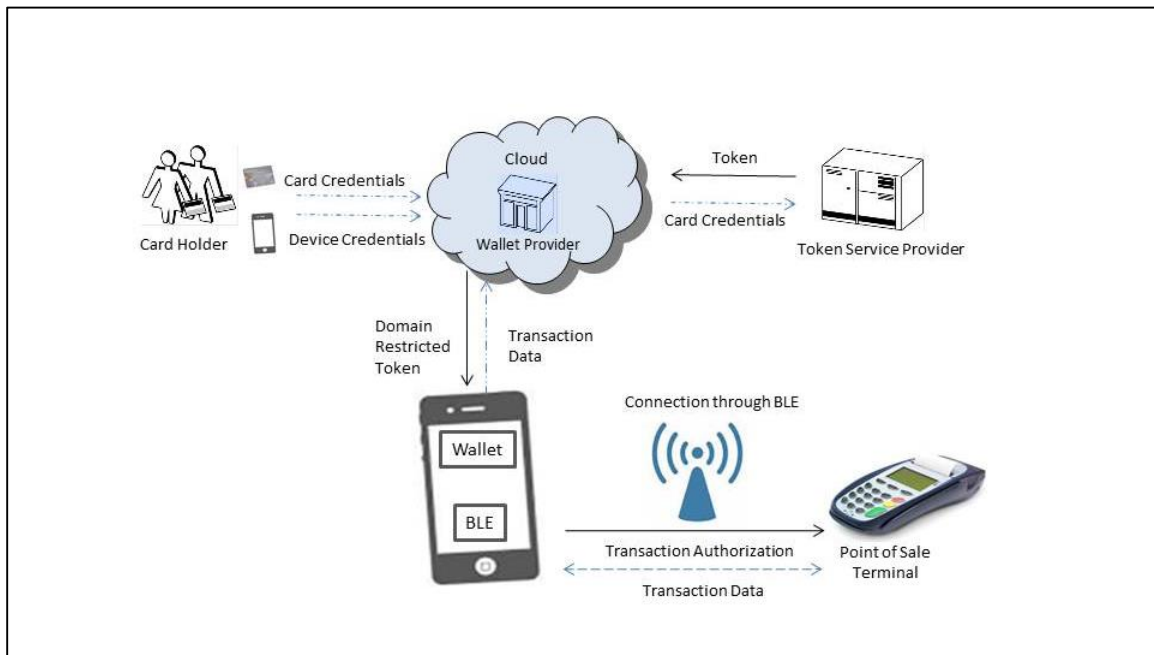 Cloud
Wallet Provider
Card Credentials
Device Credentials
Card Holder
Token
Card Credentials
Token Service Provider
Domain
Restricted
Token
Transaction
Data
Wallet
BLE
Connection through BLE
Transaction Authorization
Transaction Data
Point of Sale
Terminal